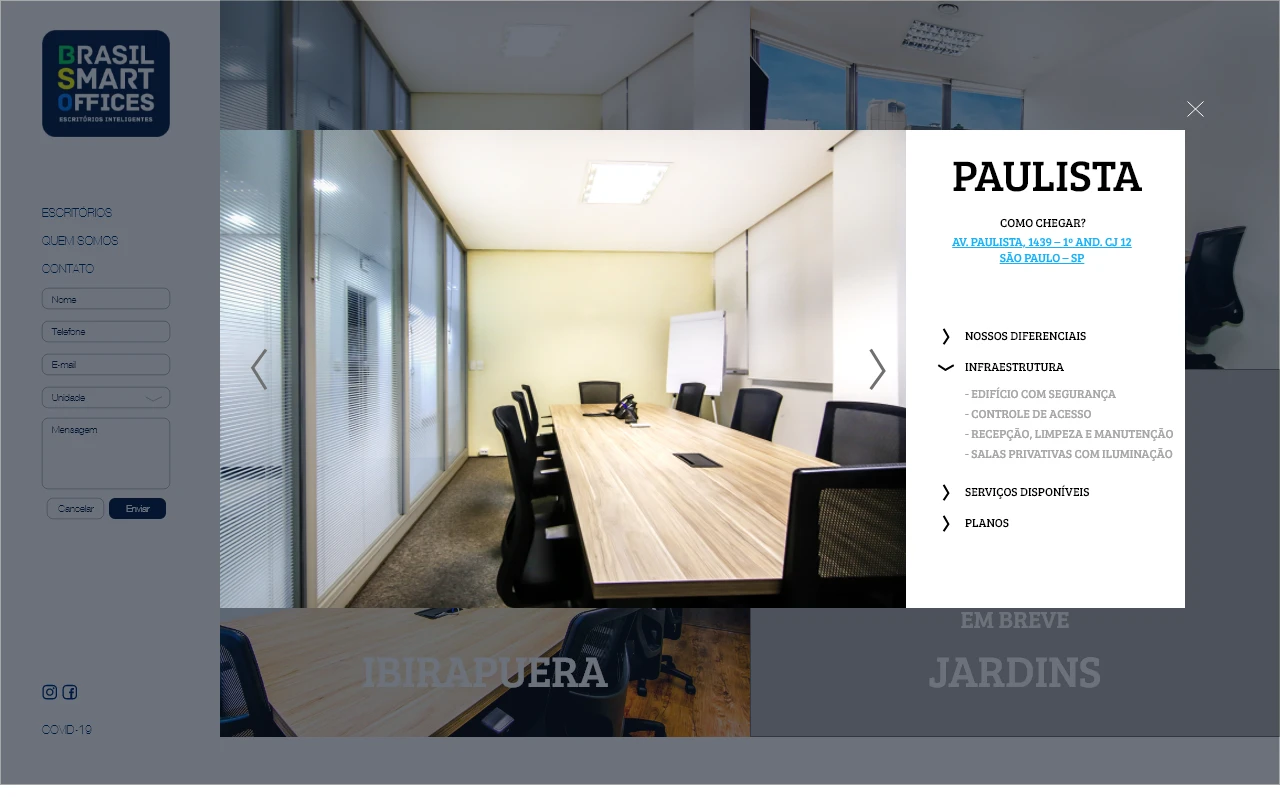 BRASIL
SMART
OFFICES
ESCRITÓRIOS INTELIGENTES
ESCRITÓRIOS
QUEM SOMOS
CONTATO
Nome
Telefone
E-mail
Unidade
Mensagem
Cancelar
Enviar
COVID-19
PAULISTA
COMO CHEGAR?
AV. PAULISTA, 1439 – 1º AND. CJ 12
SÃO PAULO – SP
NOSSOS DIFERENCIAIS
INFRAESTRUTURA
- EDIFÍCIO COM SEGURANÇA
- CONTROLE DE ACESSO
- RECEPÇÃO, LIMPEZA E MANUTENÇÃO
- SALAS PRIVATIVAS COM ILUMINAÇÃO
SERVIÇOS DISPONÍVEIS
PLANOS
IBIRAPUERA
EM BREVE
JARDINS